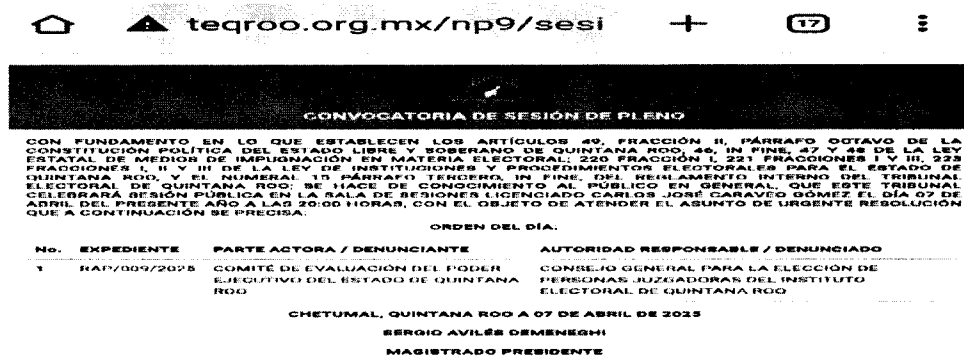 teqroo.org.mx/np9/sesi
17
CONVOCATORIA DE SESIÓN DE PLENO
CON FUNDAMENTO EN LO QUE ESTABLECEN LOS ARTÍCULOS 49, FRACCIÓN II, PÁRRAFO OCTAVO DE LA
CONSTITUCIÓN POLÍTICA DEL ESTADO LIBRE Y SOBERANO DE QUINTANA ROO, 46, IN FINE, 47 Y 48 DE LA LEY
ESTATAL DE MEDIOS DE IMPUGNACIÓN EN MATERIA ELECTORAL; 220 FRACCIÓN I, 221 FRACCIONES I Y III, 223
FRACCIONES I, II Y III DE LA LEY DE INSTITUCIONES Y PROCEDIMIENTOS ELECTORALES PARA EL ESTADO DE
QUINTANA ROO, Y EL NUMERAL 15 PÁRRAFO TERCERO, IN FINE, DEL REGLAMENTO INTERNO DEL TRIBUNAL
ELECTORAL DE QUINTANA ROO; SE HACE DE CONOCIMIENTO AL PÚBLICO EN GENERAL, QUE ESTE TRIBUNAL
CELEBRARÁ SESIÓN PÚBLICA EN LA SALA DE SESIONES LICENCIADO CARLOS JOSÉ CARAVEO GÓMEZ EL DÍA 07 DE
ABRIL DEL PRESENTE AÑO A LAS 20:00 HORAS, CON EL OBJETO DE ATENDER EL ASUNTO DE URGENTE RESOLUCIÓN
QUE A CONTINUACIÓN SE PRECISA:
ORDEN DEL DÍA.
No. EXPEDIENTE PARTE ACTORA / DENUNCIANTE AUTORIDAD RESPONSABLE / DENUNCIADO
1 RAP/009/2025 COMITÉ DE EVALUACIÓN DEL PODER CONSEJO GENERAL PARA LA ELECCIÓN DE
EJECUTIVO DEL ESTADO DE QUINTANA PERSONAS JUZGADORAS DEL INSTITUTO
ROO ELECTORAL DE QUINTANA ROO
CHETUMAL, QUINTANA ROO A 07 DE ABRIL DE 2025
SERGIO AVILÉS DEMENEGHI
MAGISTRADO PRESIDENTE